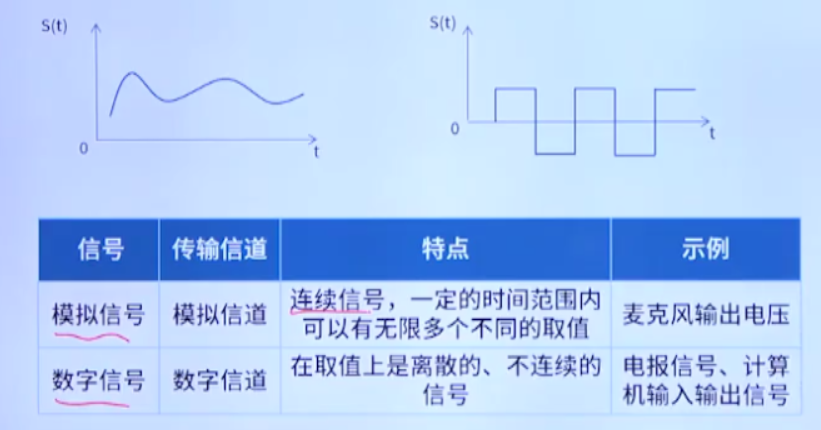 S(t)
0
t
S(t)
0
t
信号 传输信道 特点 示例
模拟信号 模拟信道 连续信号，一定的时间范围内
可以有无限多个不同的取值 麦克风输出电压
数字信号 数字信道 在取值上是离散的、不连续的
信号 电报信号、计算
机输入输出信号